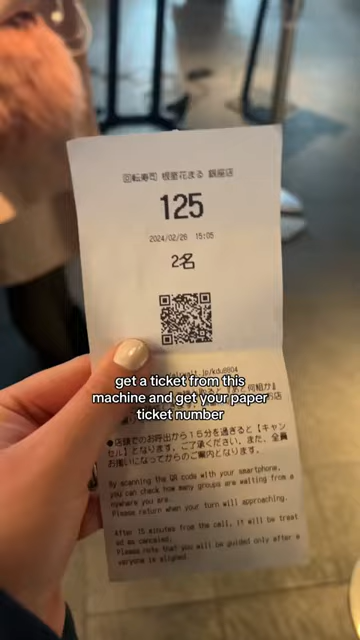 回転寿司 根室花まる 銀座店
125
2024/02/26 15:05
2名
get a ticket from this
machine and get your paper
ticket number
●店頭でのお呼出から15分を過ぎると【キャン
セル】となります。ご了承ください。また、全員
お揃いになってからのご案内となります。
By scanning the QR code with your smartphone,
you can check how many groups are waiting from a
nywhere you are.
Please return when your turn will approaching.
After 15 minutes from the call, it will be treat
ed as canceled.
Please note that you will be guided only after e
veryone is aligned.